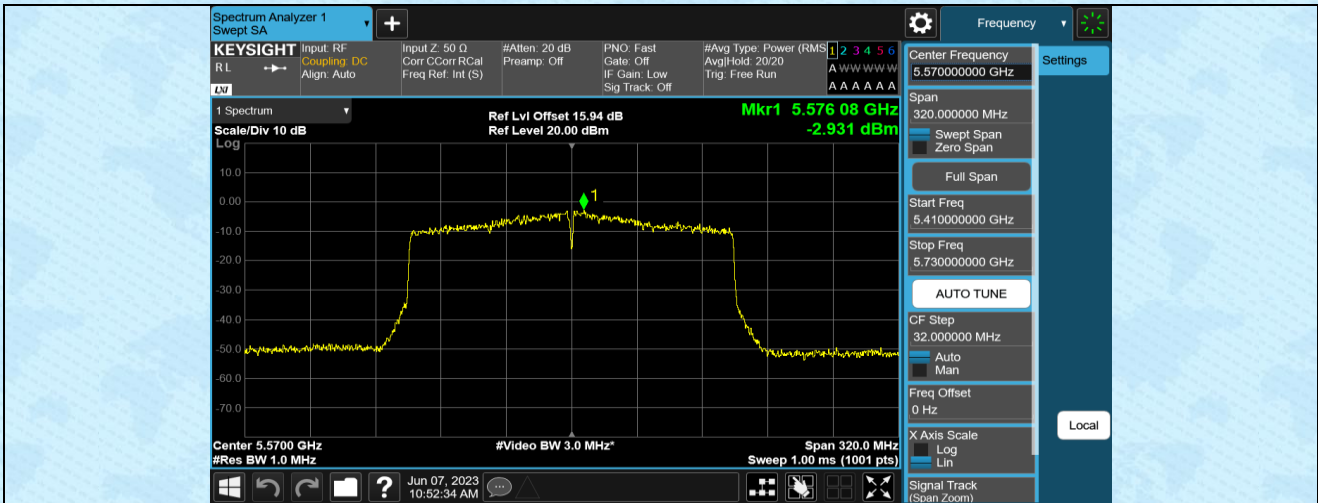 Spectrum Analyzer 1
Swept SA
Frequency
KEYSIGHT
R L
LXI
Input: RF
Coupling: DC
Align: Auto
Input Z: 50 Ω
Corr CCorr RCal
Freq Ref: Int (S)
#Atten: 20 dB
Preamp: Off
PNO: Fast
Gate: Off
IF Gain: Low
Sig Track: Off
#Avg Type: Power (RMS
Avg|Hold: 20/20
Trig: Free Run
1 2 3 4 5 6
A W W W W W
A A A A A A
1 Spectrum
Scale/Div 10 dB
Log
Ref Lvl Offset 15.94 dB
Ref Level 20.00 dBm
Mkr1 5.576 08 GHz
-2.931 dBm
10.0
0.00
-10.0
-20.0
-30.0
-40.0
-50.0
-60.0
-70.0
1
Center 5.5700 GHz
#Res BW 1.0 MHz
#Video BW 3.0 MHz*
Span 320.0 MHz
Sweep 1.00 ms (1001 pts)
?
Jun 07, 2023
10:52:34 AM
Center Frequency
5.570000000 GHz
Settings
Span
320.000000 MHz
Swept Span
Zero Span
Full Span
Start Freq
5.410000000 GHz
Stop Freq
5.730000000 GHz
AUTO TUNE
CF Step
32.000000 MHz
Auto
Man
Freq Offset
0 Hz
X Axis Scale
Log
Lin
Local
Signal Track
(Span Zoom)